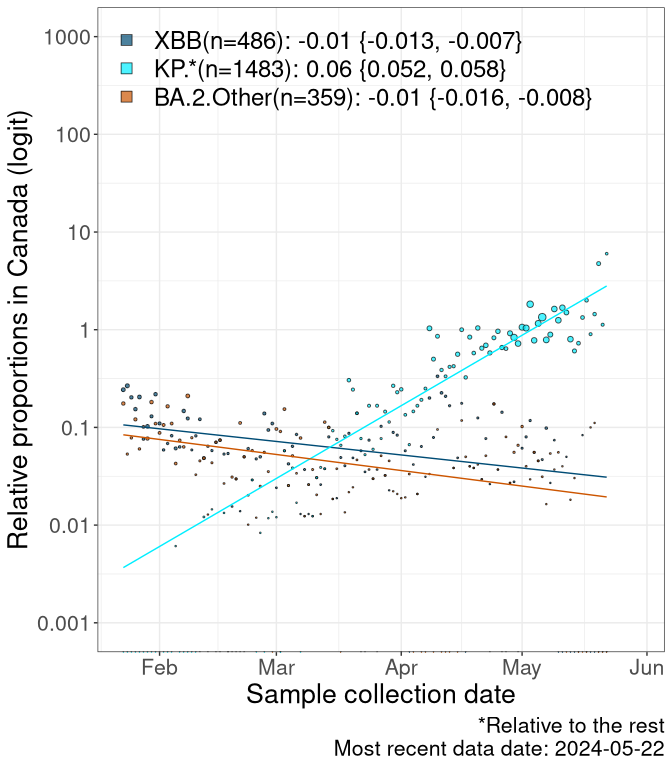 XBB(n=486): -0.01 {-0.013, -0.007}
KP.*(n=1483): 0.06 {0.052, 0.058}
BA.2.Other(n=359): -0.01 {-0.016, -0.008}
Relative proportions in Canada (logit)
1000
100
10
1
0.1
0.01
0.001
Feb Mar Apr May Jun
Sample collection date
*Relative to the rest
Most recent data date: 2024-05-22